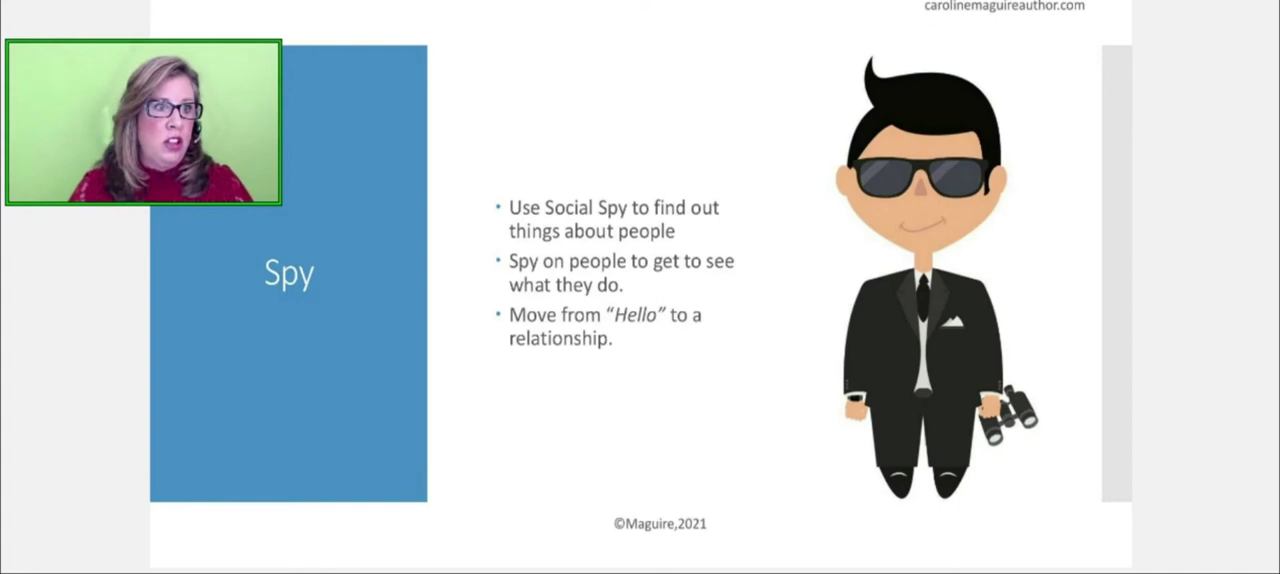 carolinemaguireauthor.com
Spy
• Use Social Spy to find out
things about people
• Spy on people to get to see
what they do.
• Move from “Hello” to a
relationship.
©Maguire,2021